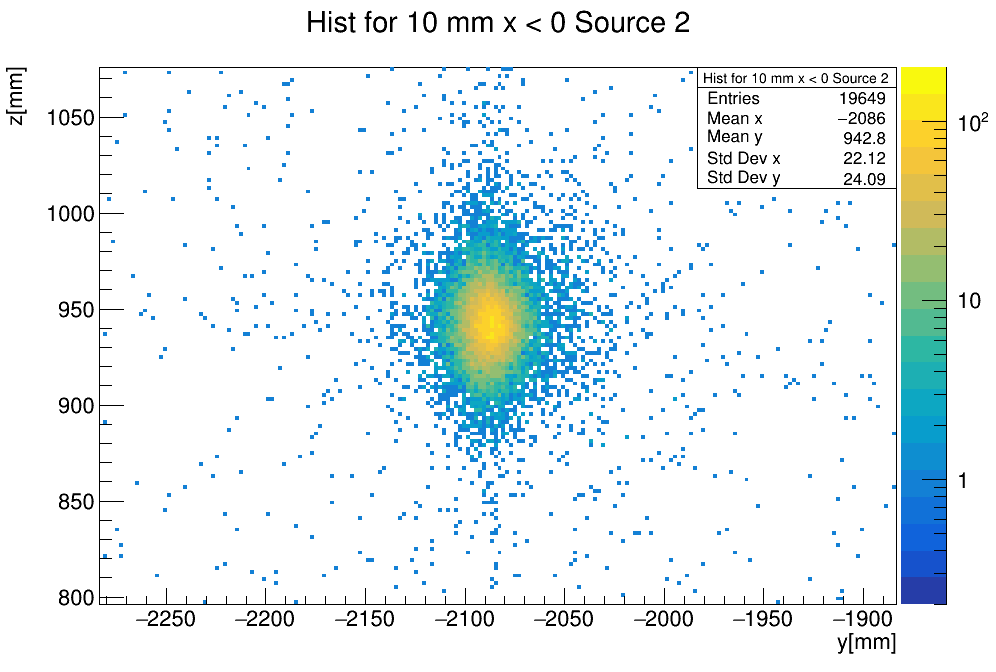 Hist for 10 mm x < 0 Source 2
z[mm]
Hist for 10 mm x < 0 Source 2
Entries 19649
Mean x −2086
Mean y 942.8
Std Dev x 22.12
Std Dev y 24.09
1050
1000
950
900
850
800
10²
10
1
−2250 −2200 −2150 −2100 −2050 −2000 −1950 −1900
y[mm]